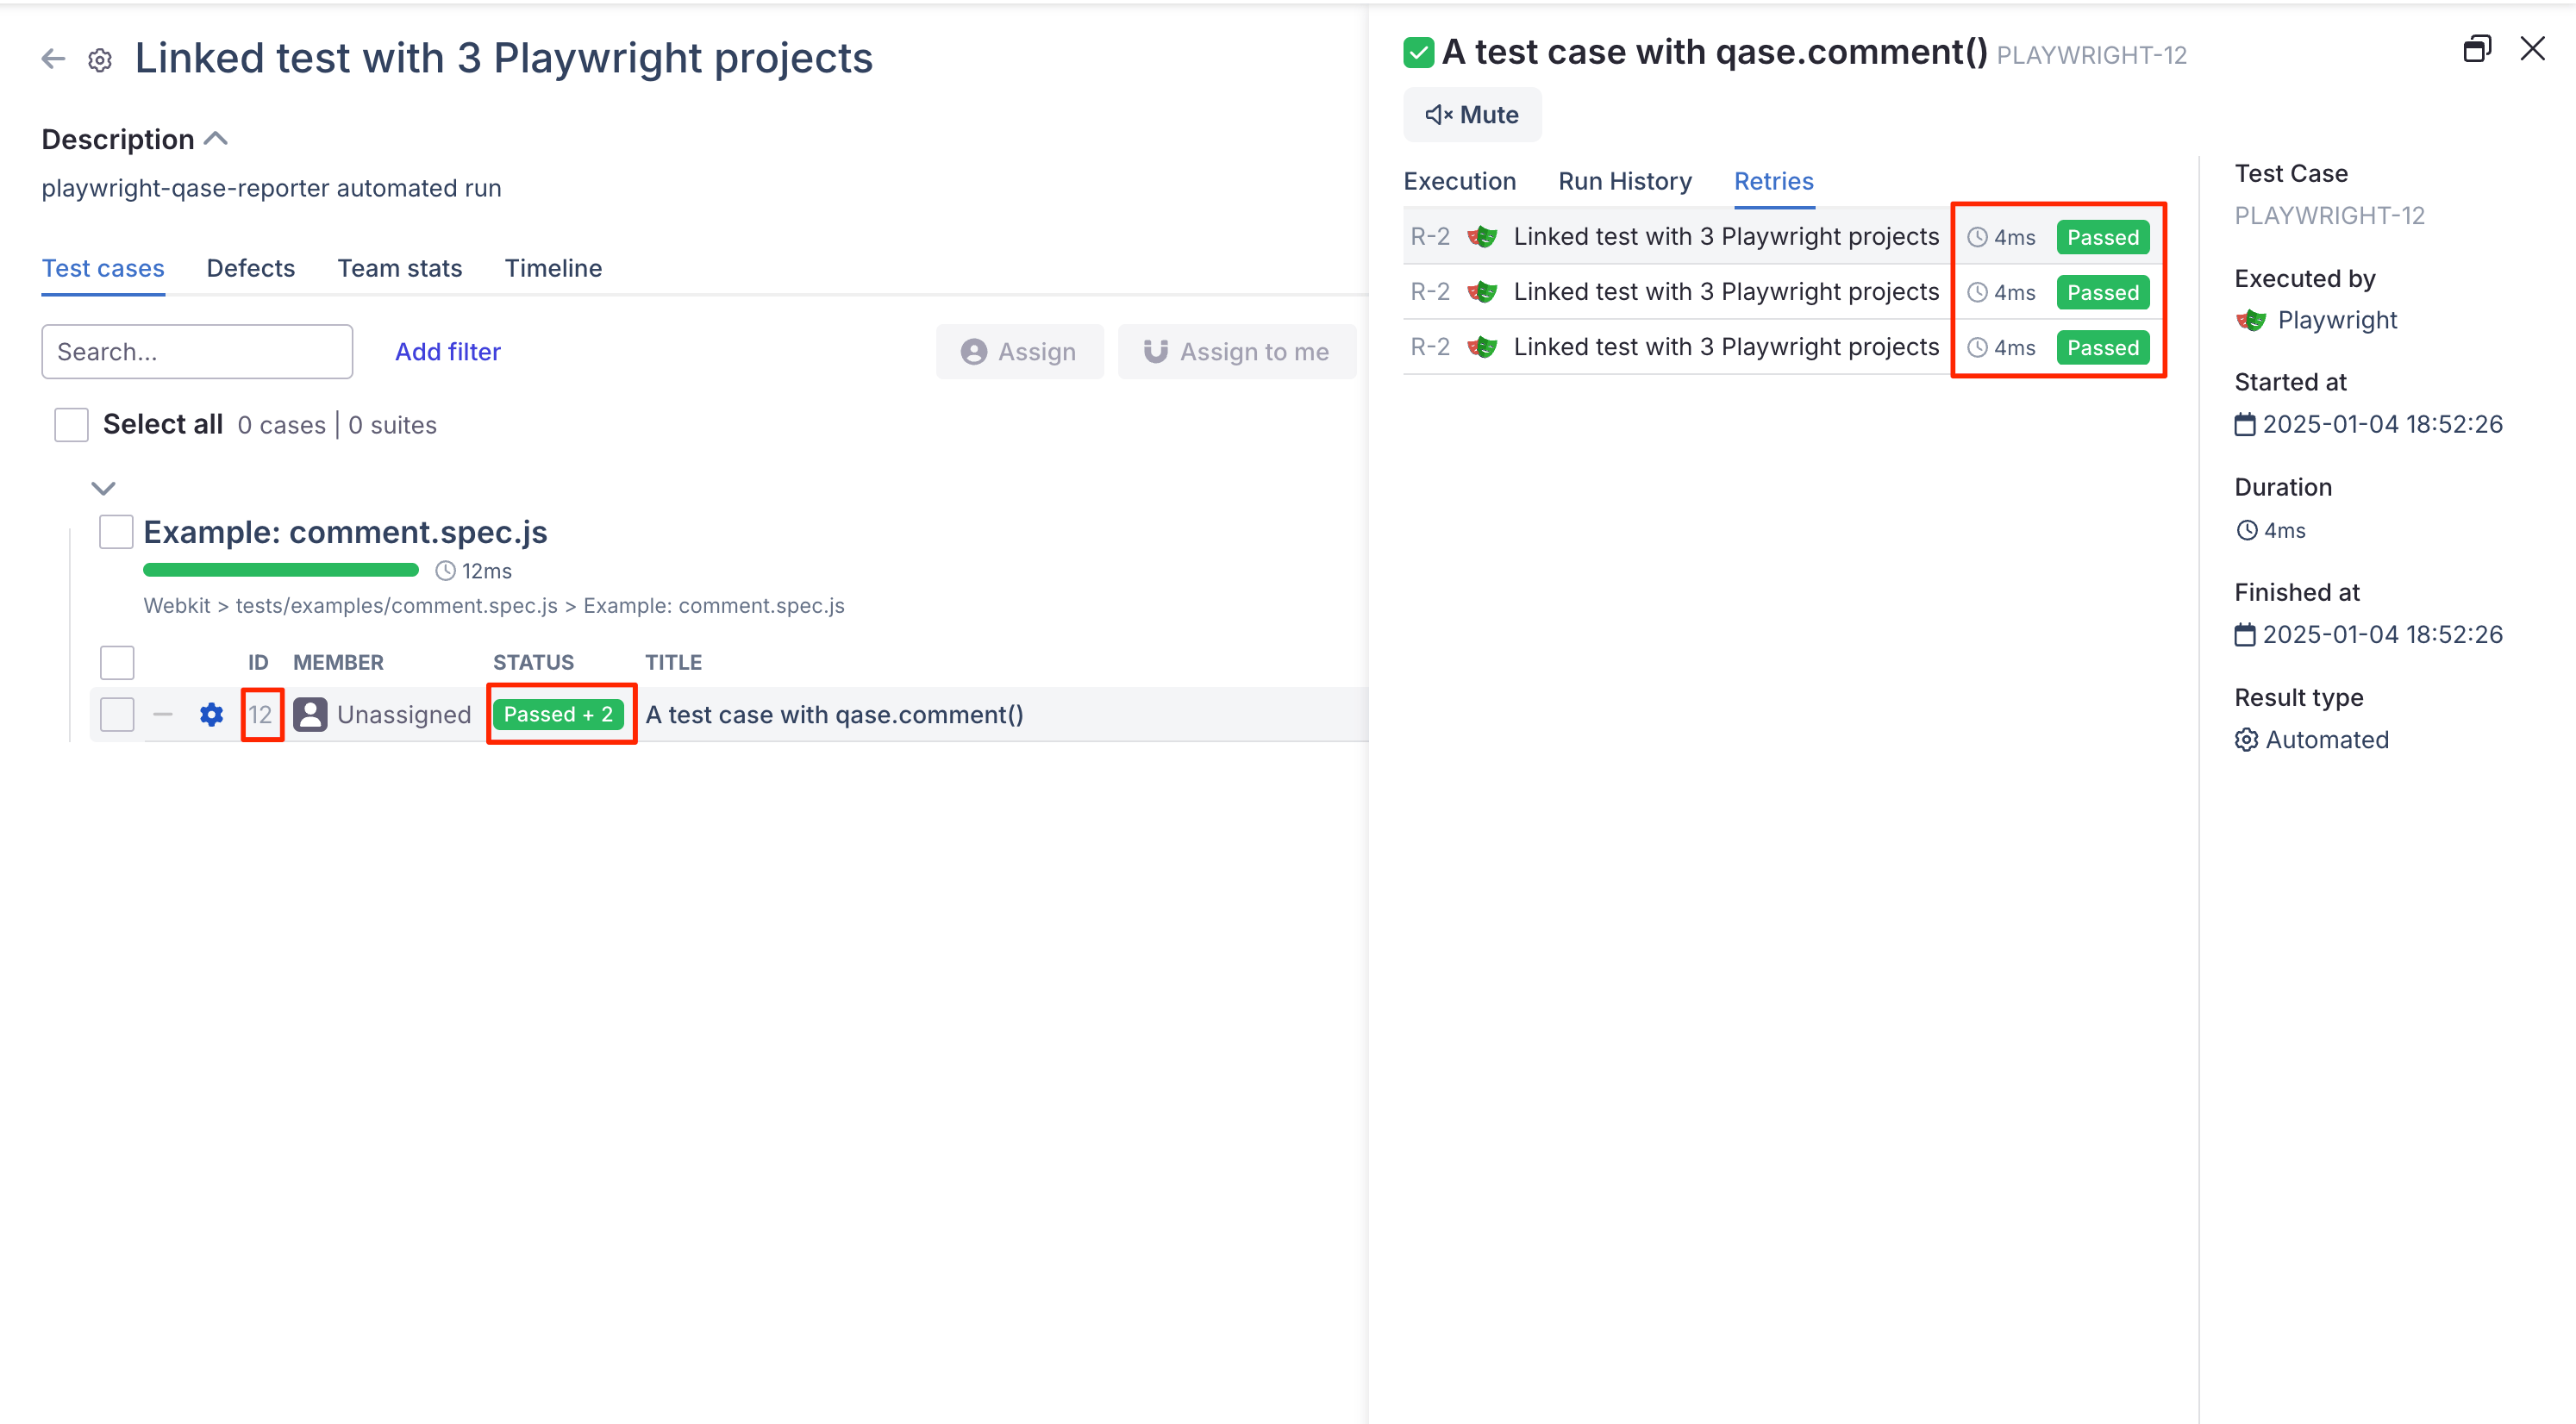 Linked test with 3 Playwright projects
Description
playwright-qase-reporter automated run
Test cases Defects Team stats Timeline
Search... Add filter Assign Assign to me
Select all 0 cases | 0 suites
Example: comment.spec.js
12ms
Webkit > tests/examples/comment.spec.js > Example: comment.spec.js
ID MEMBER STATUS TITLE
12 Unassigned Passed + 2 A test case with qase.comment()
A test case with qase.comment() PLAYWRIGHT-12
Mute
Execution Run History Retries
R-2 Linked test with 3 Playwright projects 4ms Passed
R-2 Linked test with 3 Playwright projects 4ms Passed
R-2 Linked test with 3 Playwright projects 4ms Passed
Test Case
PLAYWRIGHT-12
Executed by
Playwright
Started at
2025-01-04 18:52:26
Duration
4ms
Finished at
2025-01-04 18:52:26
Result type
Automated